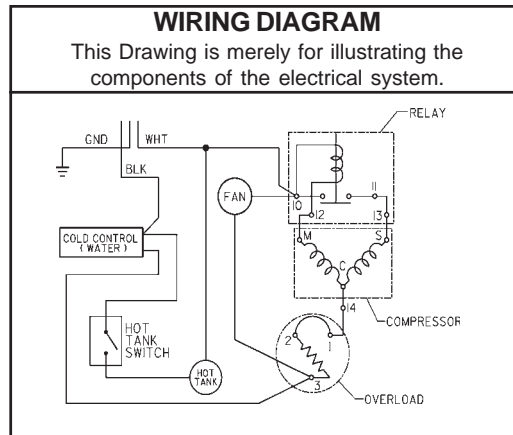 WIRING DIAGRAM
This Drawing is merely for illustrating the
components of the electrical system.
RELAY
GND
WHT
BLK
FAN
10
11
12
13
COLD CONTROL
( WATER )
M
S
C
14
COMPRESSOR
HOT
TANK
SWITCH
HOT
TANK
2
1
3
OVERLOAD